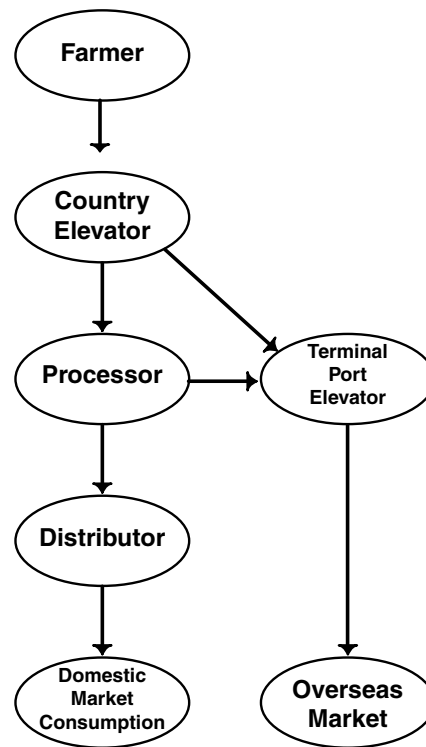 Farmer
Country
Elevator
Processor
Terminal
Port
Elevator
Distributor
Domestic
Market
Consumption
Overseas
Market